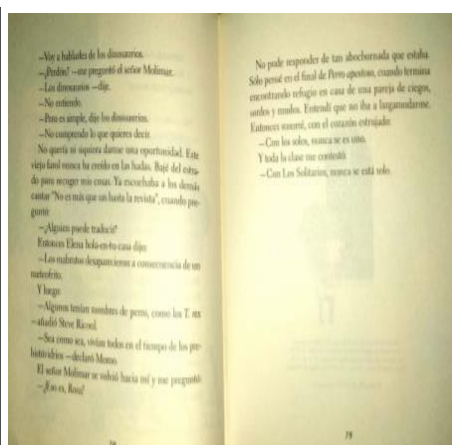 —Voy a hablarles de los dinosaurios.
—¿Perdón? —me preguntó el señor Molimar.
—Los dinosaurios —dije.
—No entiendo.
—Pero es simple, dije los dinosaurios.
—No comprendo lo que quieres decir.
No quería ni siquiera darme una oportunidad. Este
viejo farol nunca ha creído en las hadas. Bajé del estra-
do para recoger mis cosas. Ya escuchaba a los demás
cantar "No es más que un hasta la revista", cuando pre-
guntó:
—¿Alguien puede traducir?
Entonces Elena hola-en-tu-casa dijo:
—Los desaparecieron a consecuencia de un
meteorito.
Y luego:
—Algunos tenían nombres de perro, como los T. rex
—añadió Steve
—Sea como sea, vivían todos en el tiempo de los pre-
—declaró Momo.
El señor Molimar se volvió hacia mí y me preguntó:
—¿Eso es, Rosa?
No pude responder de tan abochornada que estaba.
Sólo pensé en el final de Perro apestoso, cuando termina
encontrando refugio en casa de una pareja de ciegos,
sordos y mudos. Entendí que no iba a
Entonces susurré, con el corazón estrujado:
—Con los solos, nunca se es uno.
Y toda la clase me contestó:
—Con Los Solitarios, nunca se está solo.